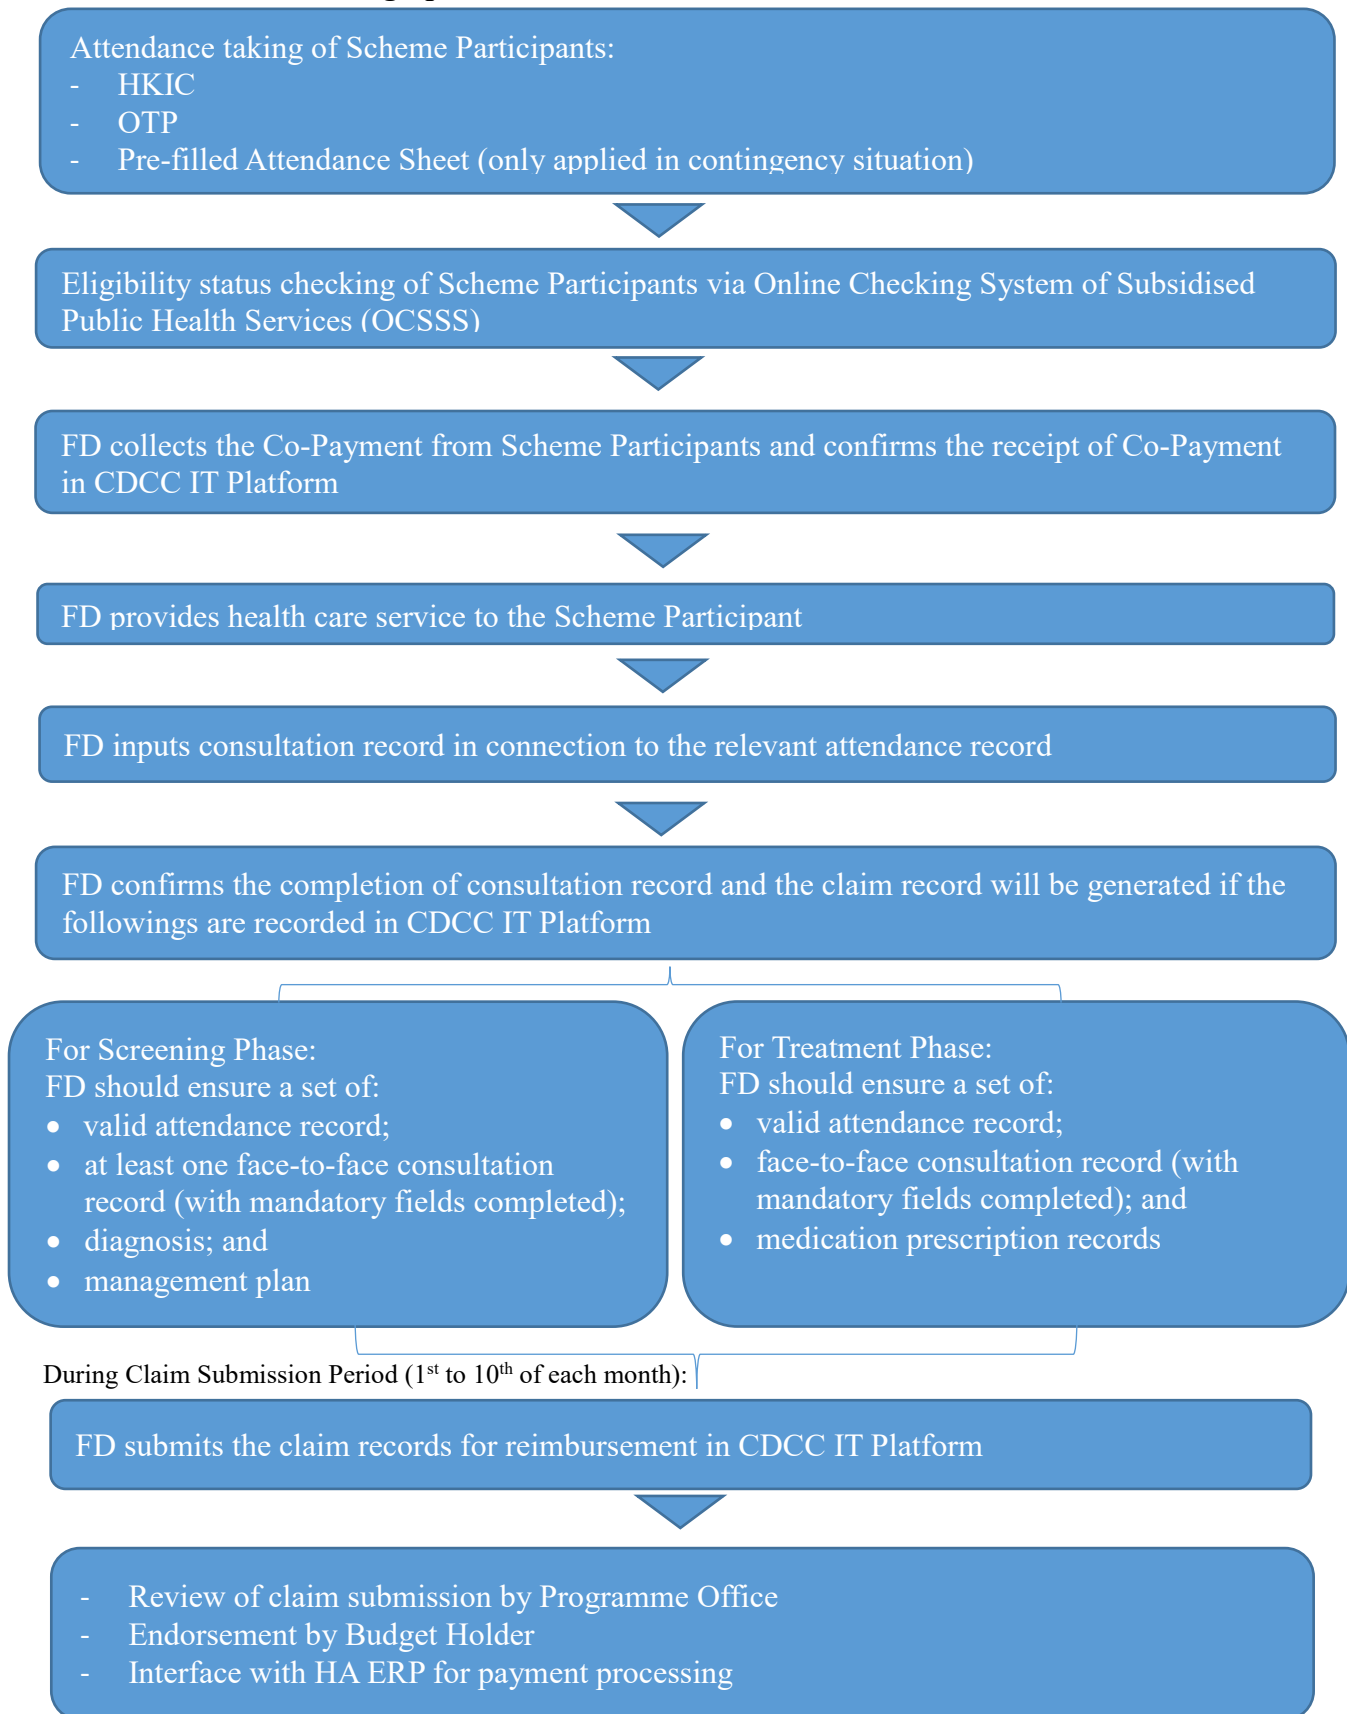 Attendance taking of Scheme Participants:
- HKIC
- OTP
- Pre-filled Attendance Sheet (only applied in contingency situation)
Eligibility status checking of Scheme Participants via Online Checking System of Subsidised
Public Health Services (OCSSS)
FD collects the Co-Payment from Scheme Participants and confirms the receipt of Co-Payment
in CDCC IT Platform
FD provides health care service to the Scheme Participant
FD inputs consultation record in connection to the relevant attendance record
FD confirms the completion of consultation record and the claim record will be generated if the
followings are recorded in CDCC IT Platform
For Screening Phase:
FD should ensure a set of:
• valid attendance record;
• at least one face-to-face consultation
record (with mandatory fields completed);
• diagnosis; and
• management plan
For Treatment Phase:
FD should ensure a set of:
• valid attendance record;
• face-to-face consultation record (with
mandatory fields completed); and
• medication prescription records
During Claim Submission Period (1st to 10th of each month):
FD submits the claim records for reimbursement in CDCC IT Platform
- Review of claim submission by Programme Office
- Endorsement by Budget Holder
- Interface with HA ERP for payment processing